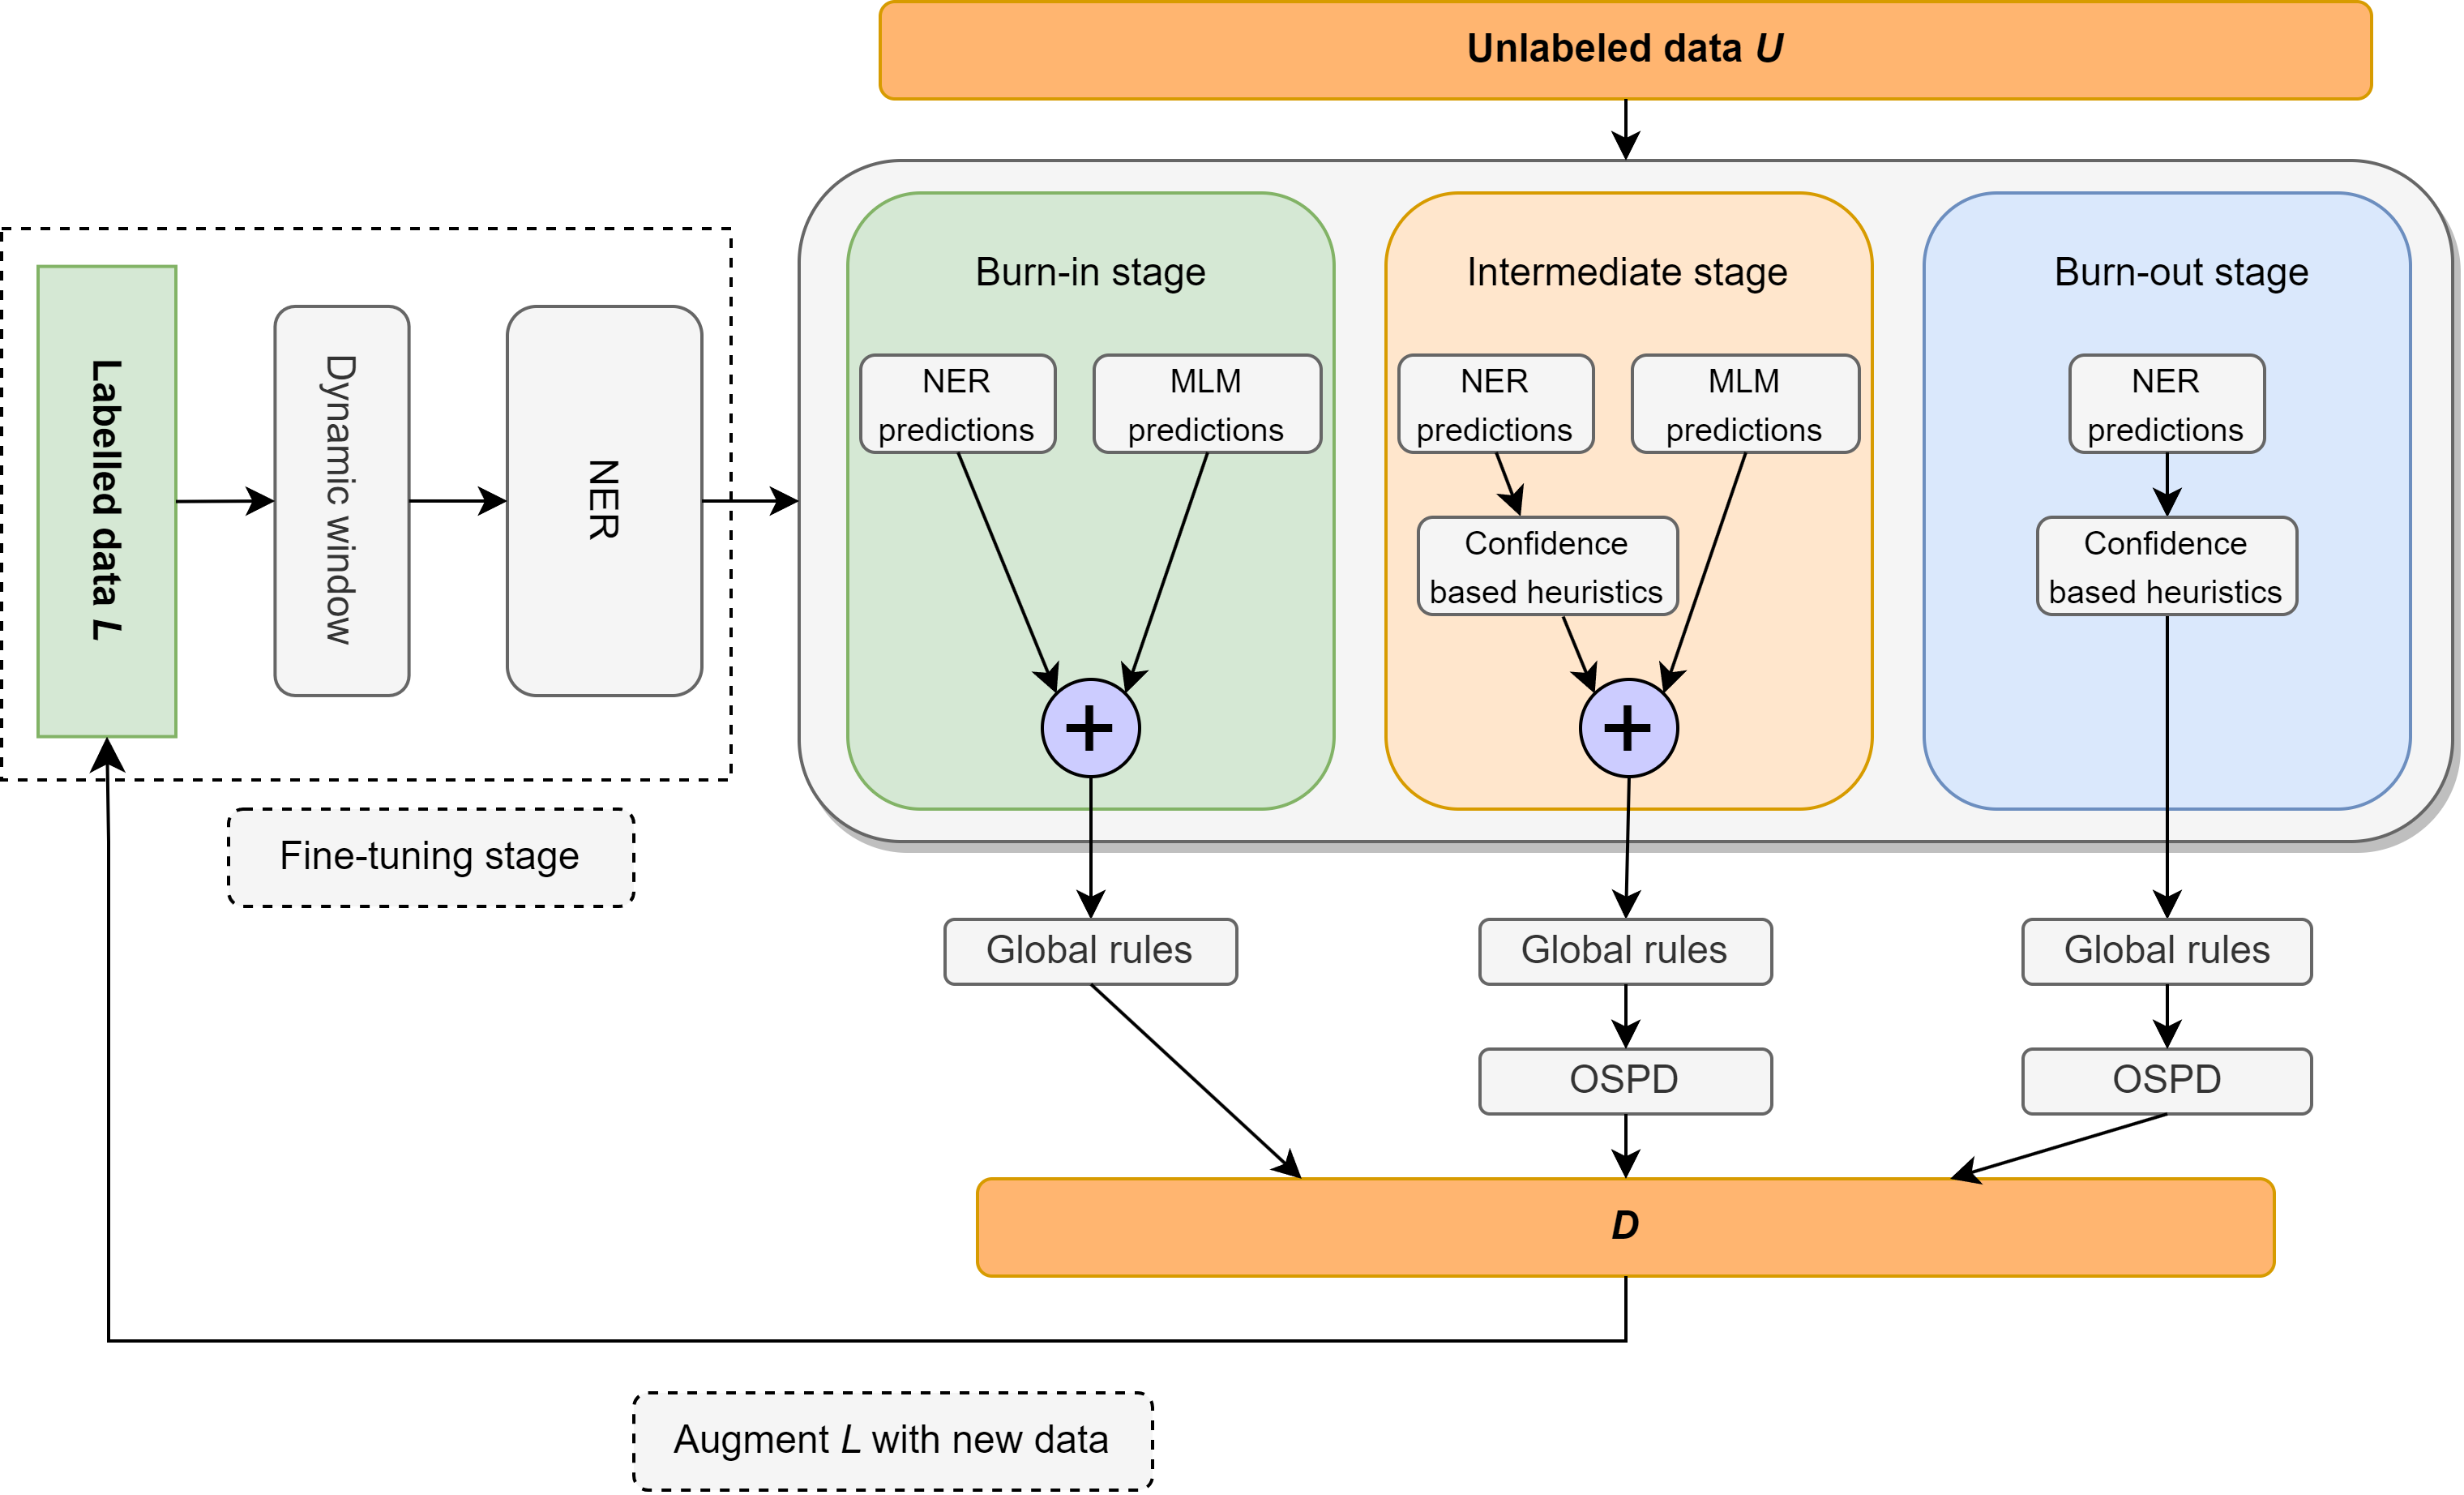 Unlabeled data U
Labelled data L
Dynamic window
NER
Fine-tuning stage
Burn-in stage
NER
predictions
MLM
predictions
+
Intermediate stage
NER
predictions
MLM
predictions
Confidence
based heuristics
+
Burn-out stage
NER
predictions
Confidence
based heuristics
Global rules
Global rules
Global rules
OSPD
OSPD
D
Augment L with new data